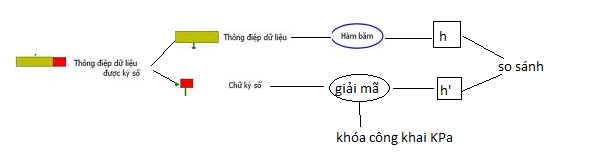 Thông điệp dữ liệu
được ký số
Thông điệp dữ liệu
Hàm băm
h
so sánh
Chữ ký số
giải mã
h'
khóa công khai KPa